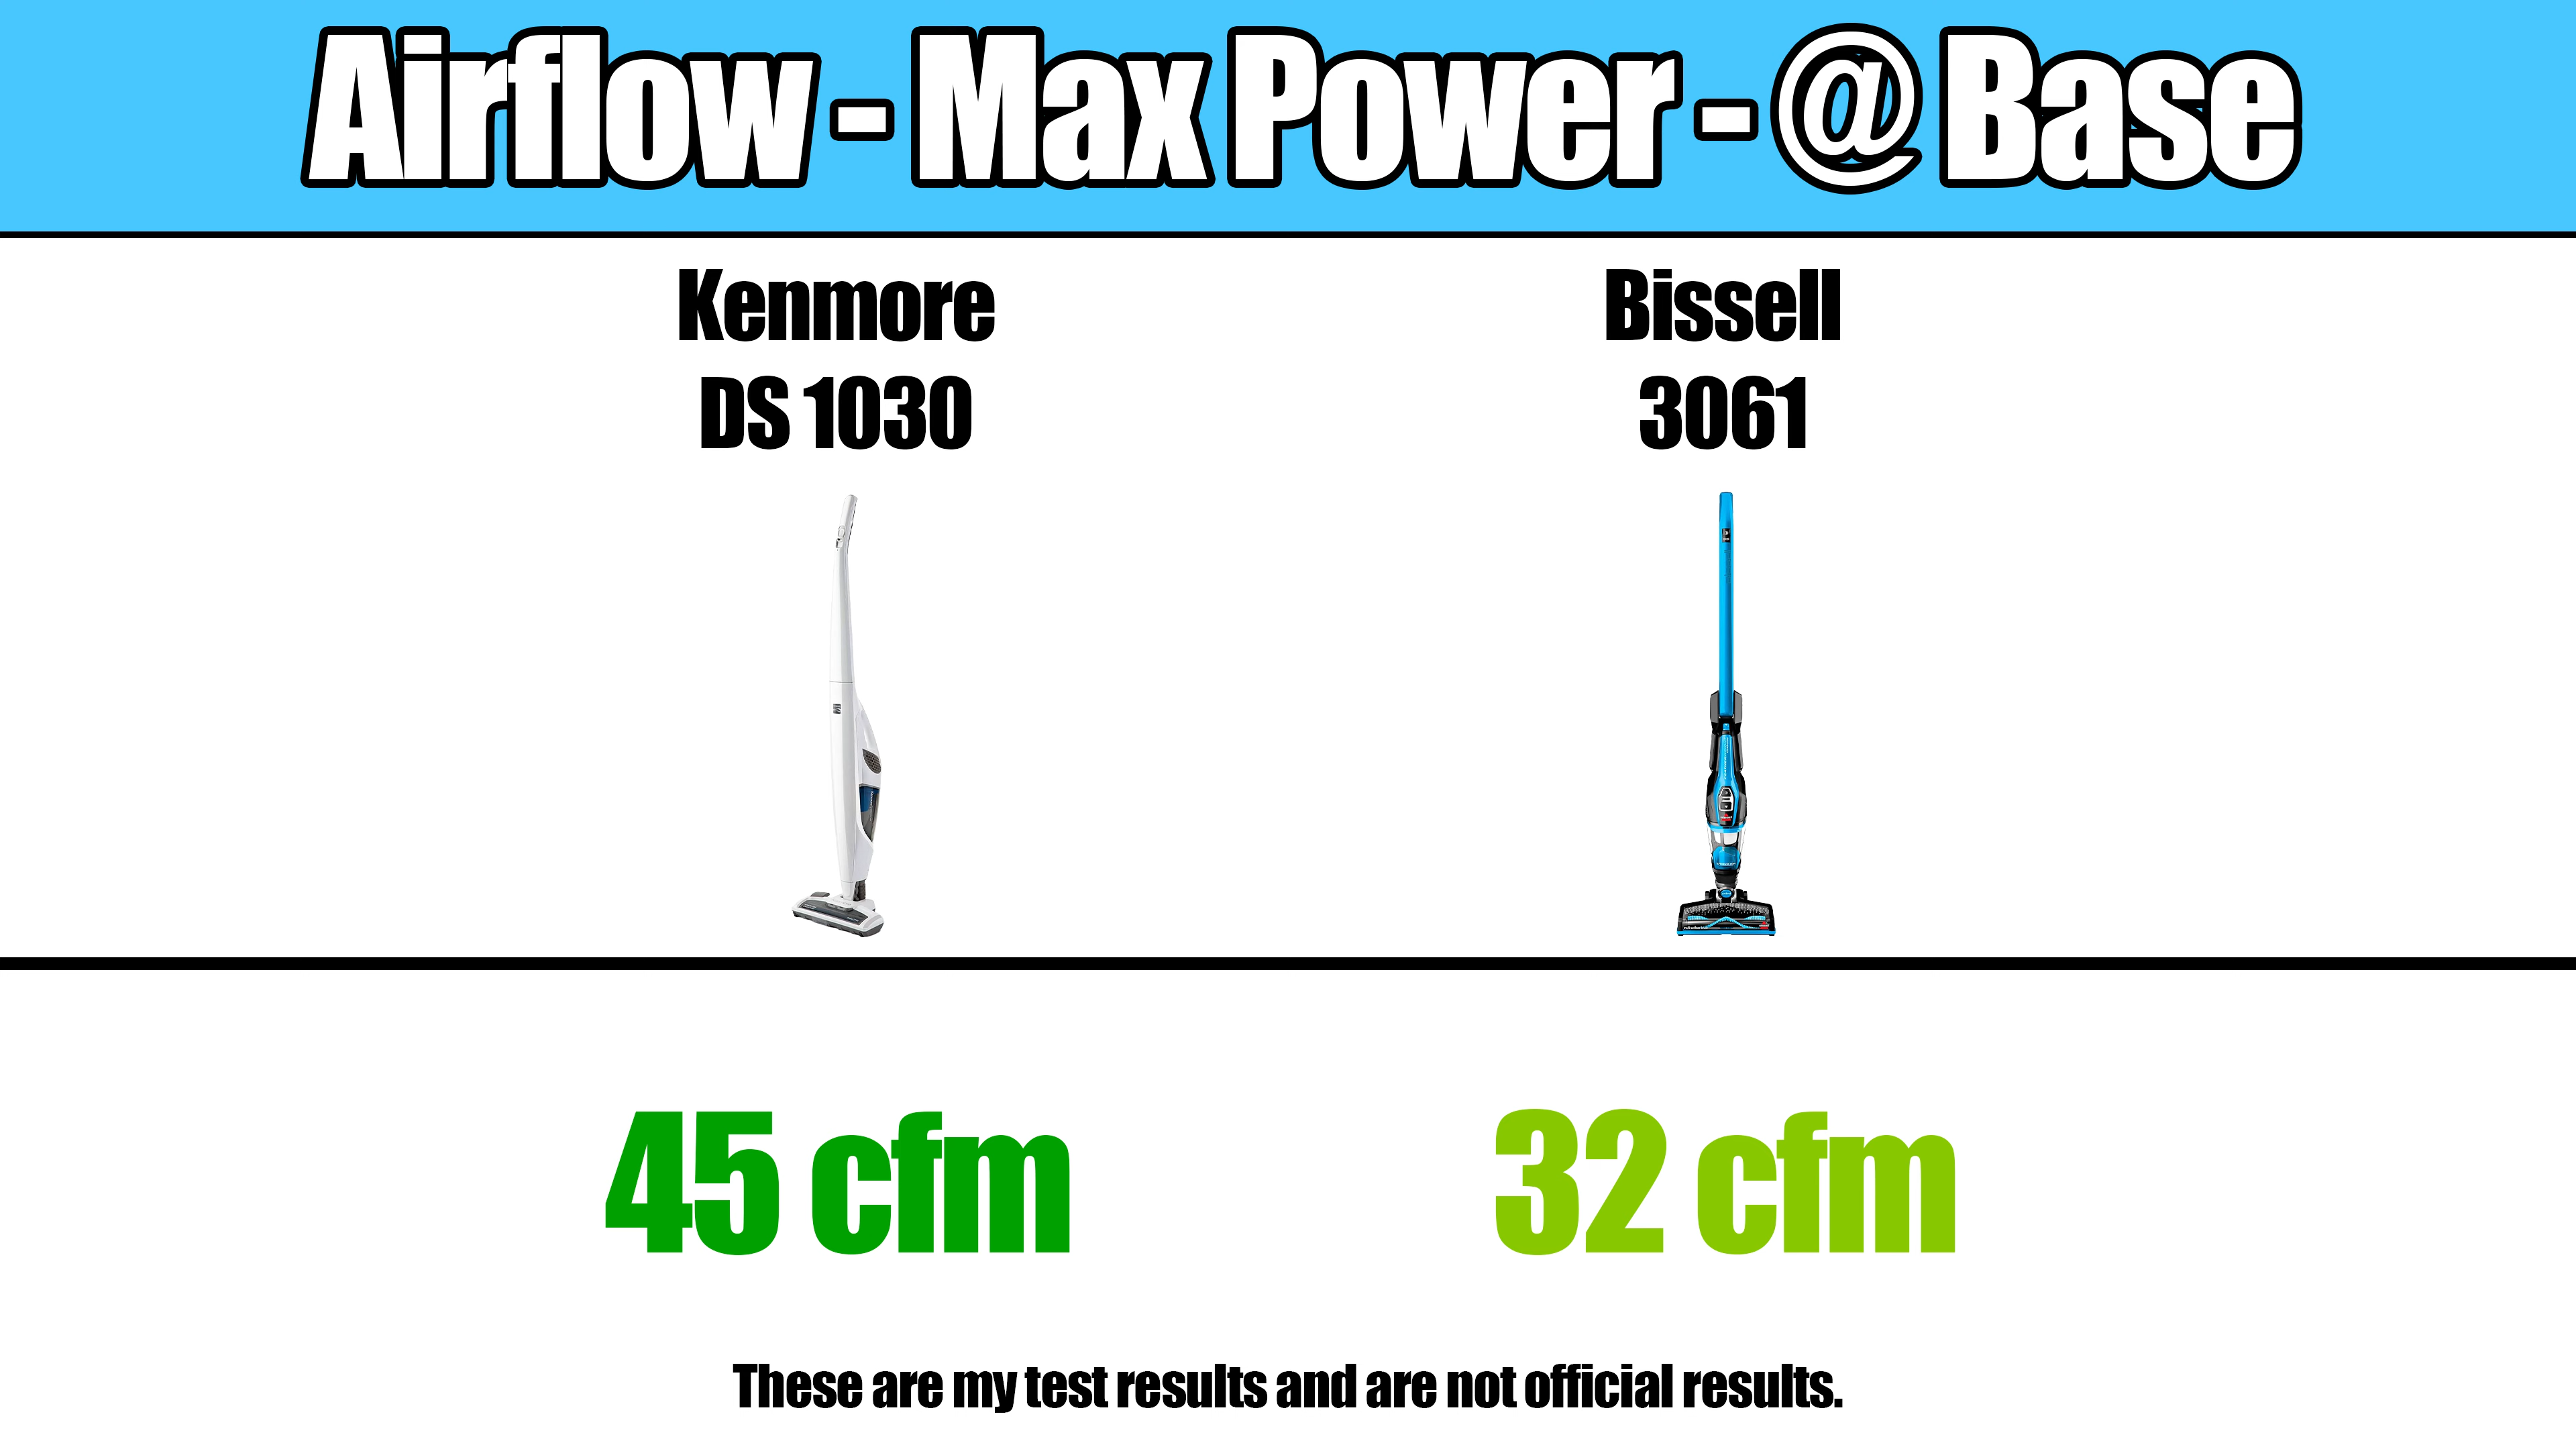 Airflow - Max Power - @ Base
Kenmore
DS 1030
Bissell
3061
45 cfm
32 cfm
These are my test results and are not official results.